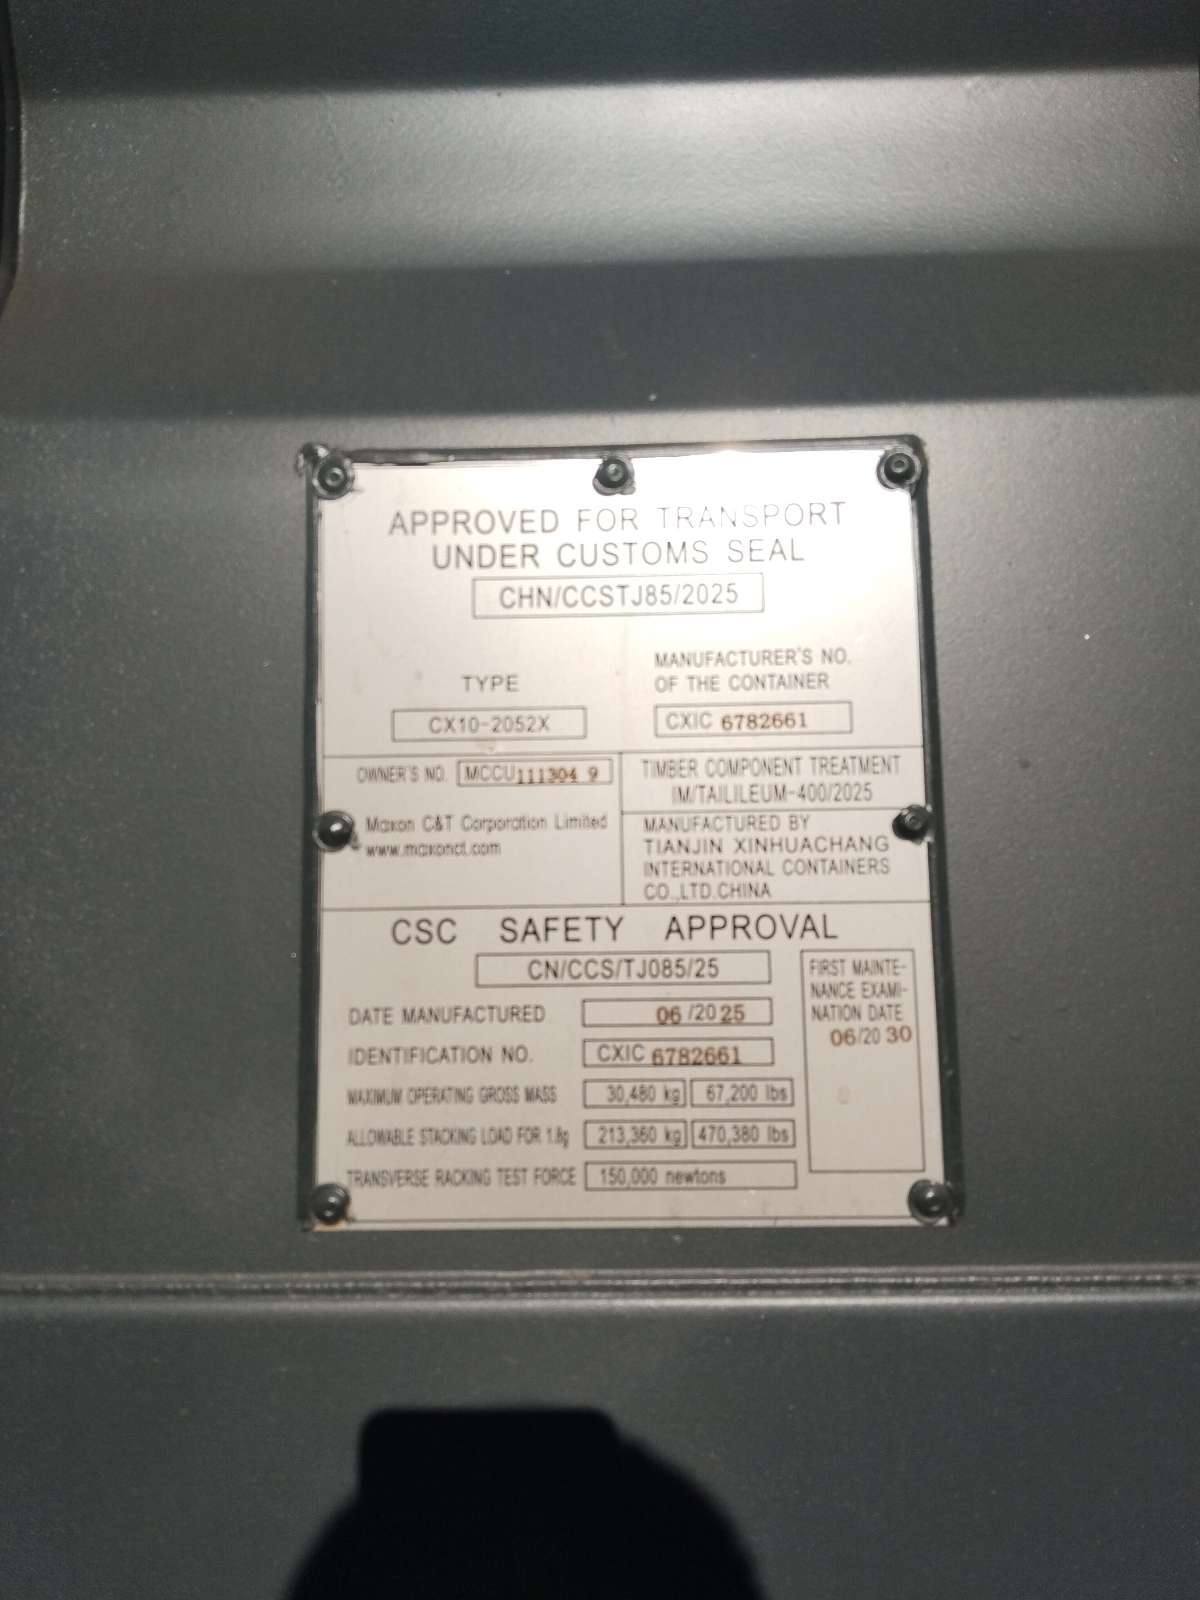 APPROVED FOR TRANSPORT
UNDER CUSTOMS SEAL
CHN/CCSTJ85/2025
TYPE
CX10-2052X
MANUFACTURER'S NO.
OF THE CONTAINER
CXIC 6782661
OWNER'S NO. MCCU111304 9
Maxon C&T Corporation Limited
www.maxonct.com
TIMBER COMPONENT TREATMENT
IM/TAILILEUM-400/2025
MANUFACTURED BY
TIANJIN XINHUACHANG
INTERNATIONAL CONTAINERS
CO.,LTD.CHINA
CSC SAFETY APPROVAL
CN/CCS/TJ085/25
DATE MANUFACTURED 06/2025
IDENTIFICATION NO. CXIC 6782661
MAXIMUM OPERATING GROSS MASS 30,480 kg 67,200 lbs
ALLOWABLE STACKING LOAD FOR 1.8g 213,360 kg 470,380 lbs
TRANSVERSE RACKING TEST FORCE 150,000 newtons
FIRST MAINTE-
NANCE EXAMI-
NATION DATE
06/2030